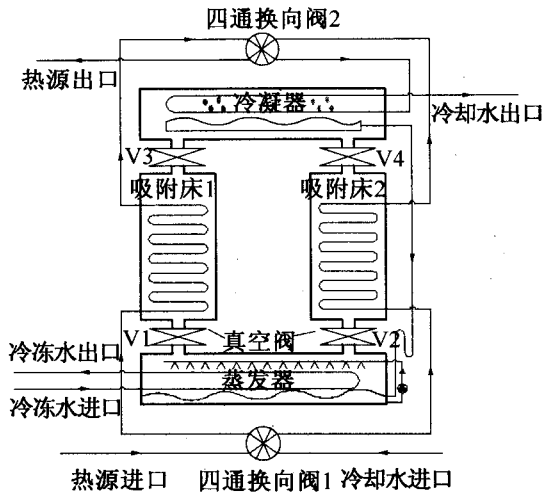 四通换向阀2
热源出口
冷凝器
冷却水出口
V3
V4
吸附床1
吸附床2
V1
真空阀
V2
冷冻水出口
蒸发器
冷冻水进口
热源进口
四通换向阀1
冷却水进口